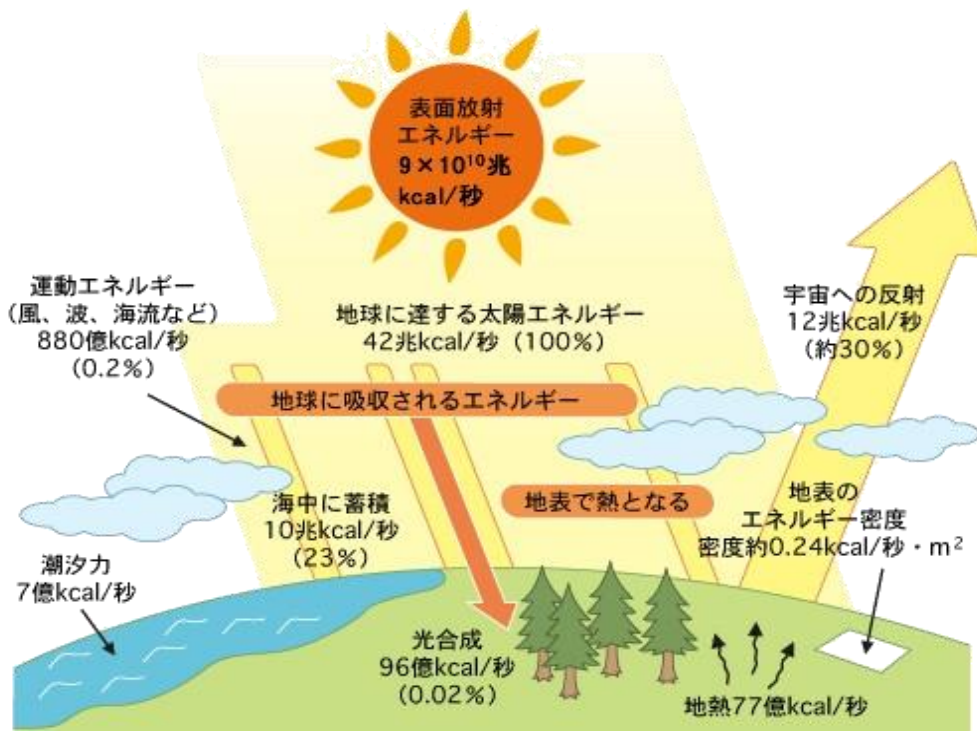 表面放射
エネルギー
9×10¹⁰兆
kcal/秒
運動エネルギー
(風、波、海流など)
880億kcal/秒
(0.2%)
地球に達する太陽エネルギー
42兆kcal/秒(100%)
宇宙への反射
12兆kcal/秒
(約30%)
地球に吸収されるエネルギー
海中に蓄積
10兆kcal/秒
(23%)
地表で熱となる
地表の
エネルギー密度
密度約0.24kcal/秒・m²
潮汐力
7億kcal/秒
光合成
96億kcal/秒
(0.02%)
地熱77億kcal/秒